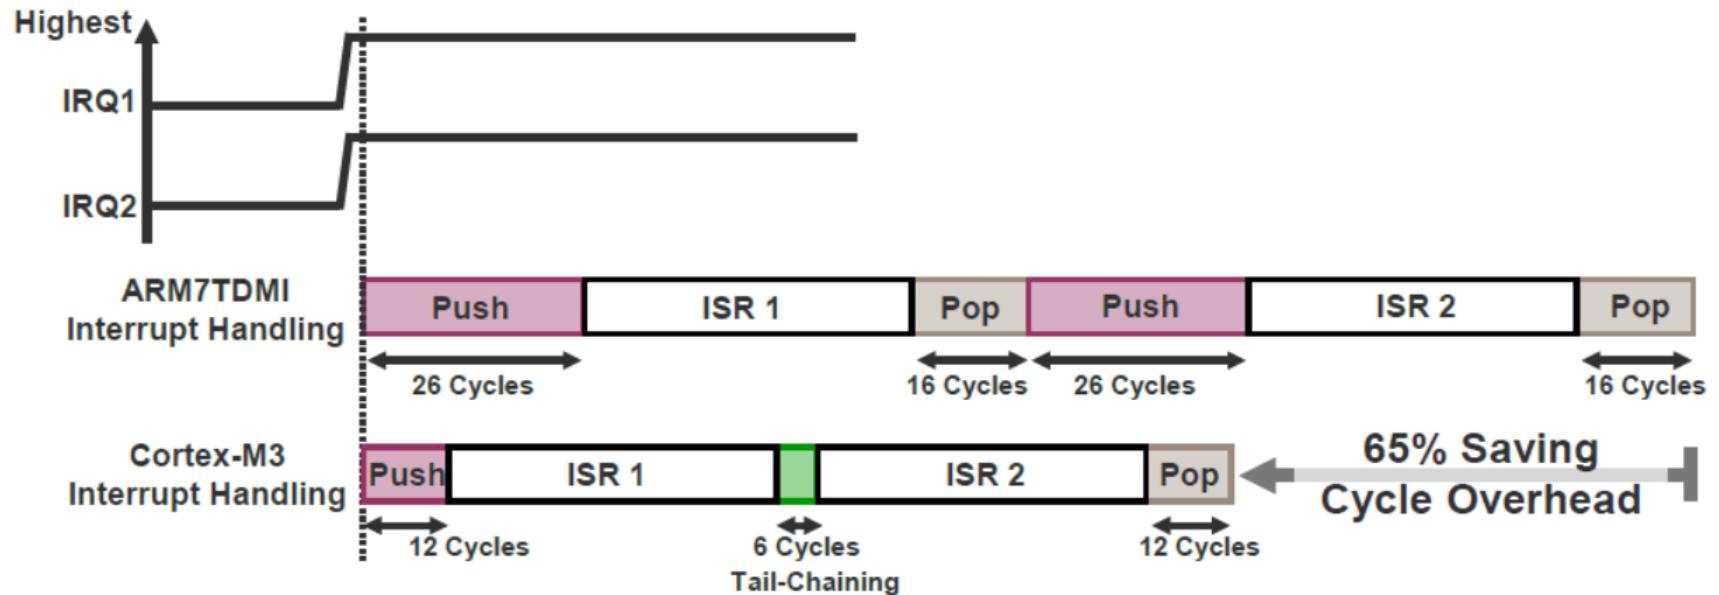 Highest
IRQ1
IRQ2
ARM7TDMI
Interrupt Handling
Push
ISR 1
Pop
Push
ISR 2
Pop
26 Cycles
16 Cycles
26 Cycles
16 Cycles
Cortex-M3
Interrupt Handling
Push
ISR 1
ISR 2
Pop
65% Saving
Cycle Overhead
12 Cycles
6 Cycles
Tail-Chaining
12 Cycles